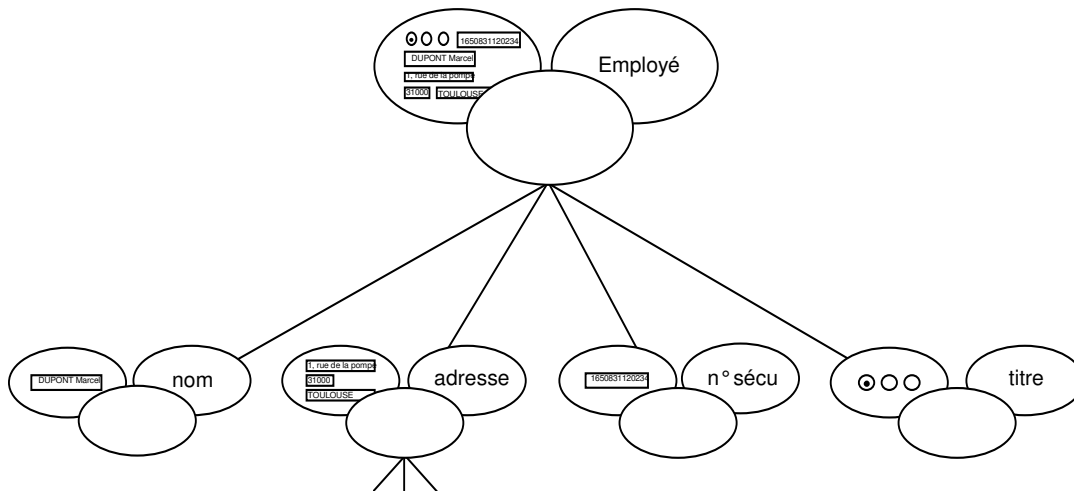 1650831120234
DUPONT Marcel
1, rue de la pompe
31000 TOULOUSE
Employé
DUPONT Marcel
nom
1, rue de la pompe
31000
TOULOUSE
adresse
1650831120234
n° sécu
titre